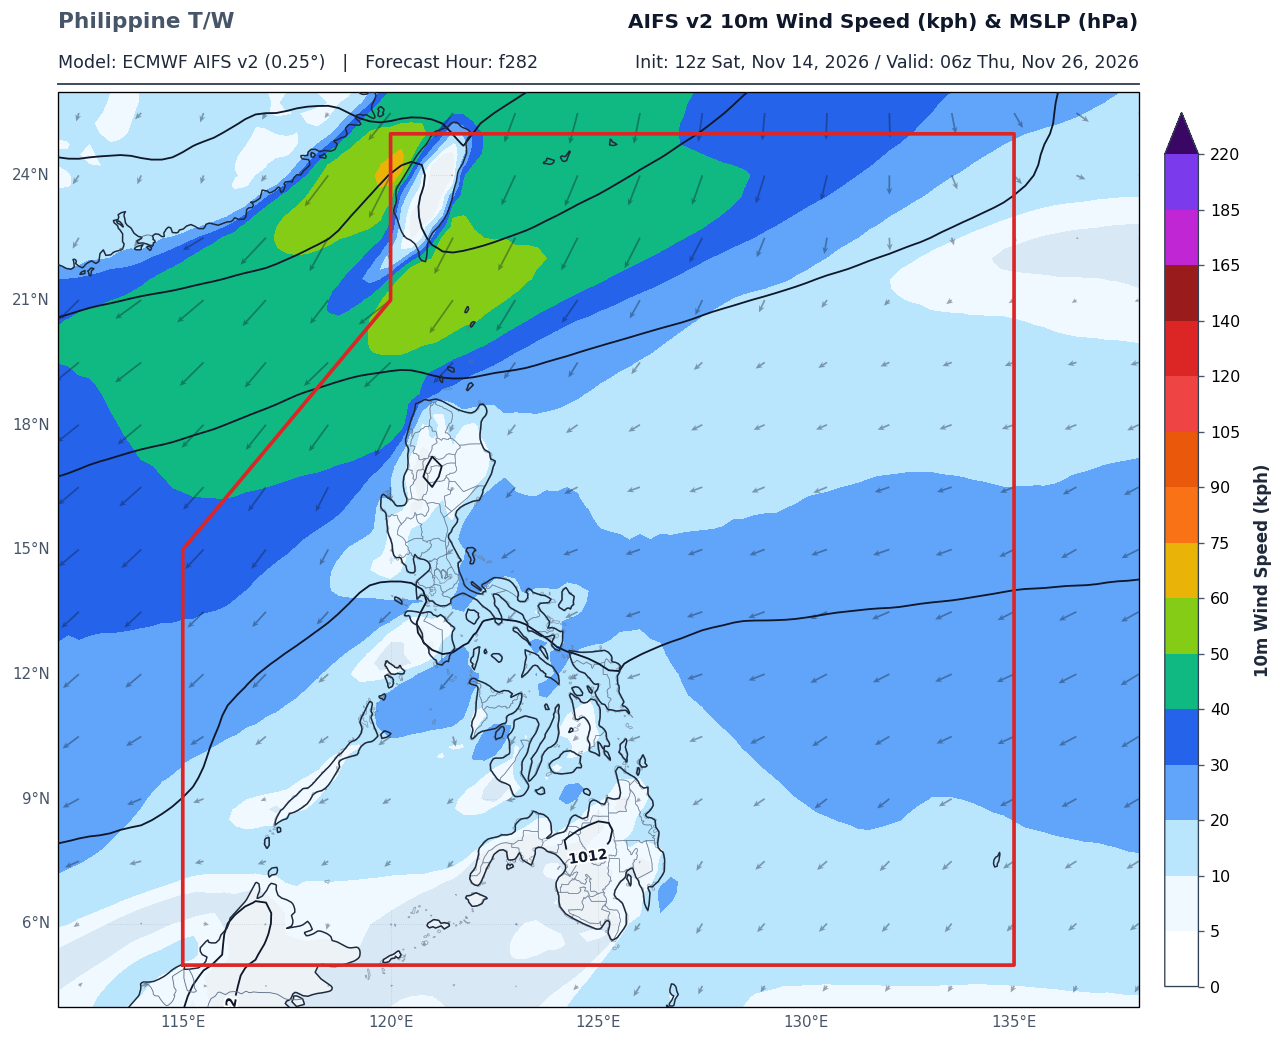 Philippine T/W
AIFS v2 10m Wind Speed (kph) & MSLP (hPa)
Model: ECMWF AIFS v2 (0.25°) | Forecast Hour: f282
Init: 12z Sat, Nov 14, 2026 / Valid: 06z Thu, Nov 26, 2026
24°N
21°N
18°N
15°N
12°N
9°N
6°N
115°E
120°E
125°E
130°E
135°E
1012
2
220
185
165
140
120
105
90
75
60
50
40
30
20
10
5
0
10m Wind Speed (kph)